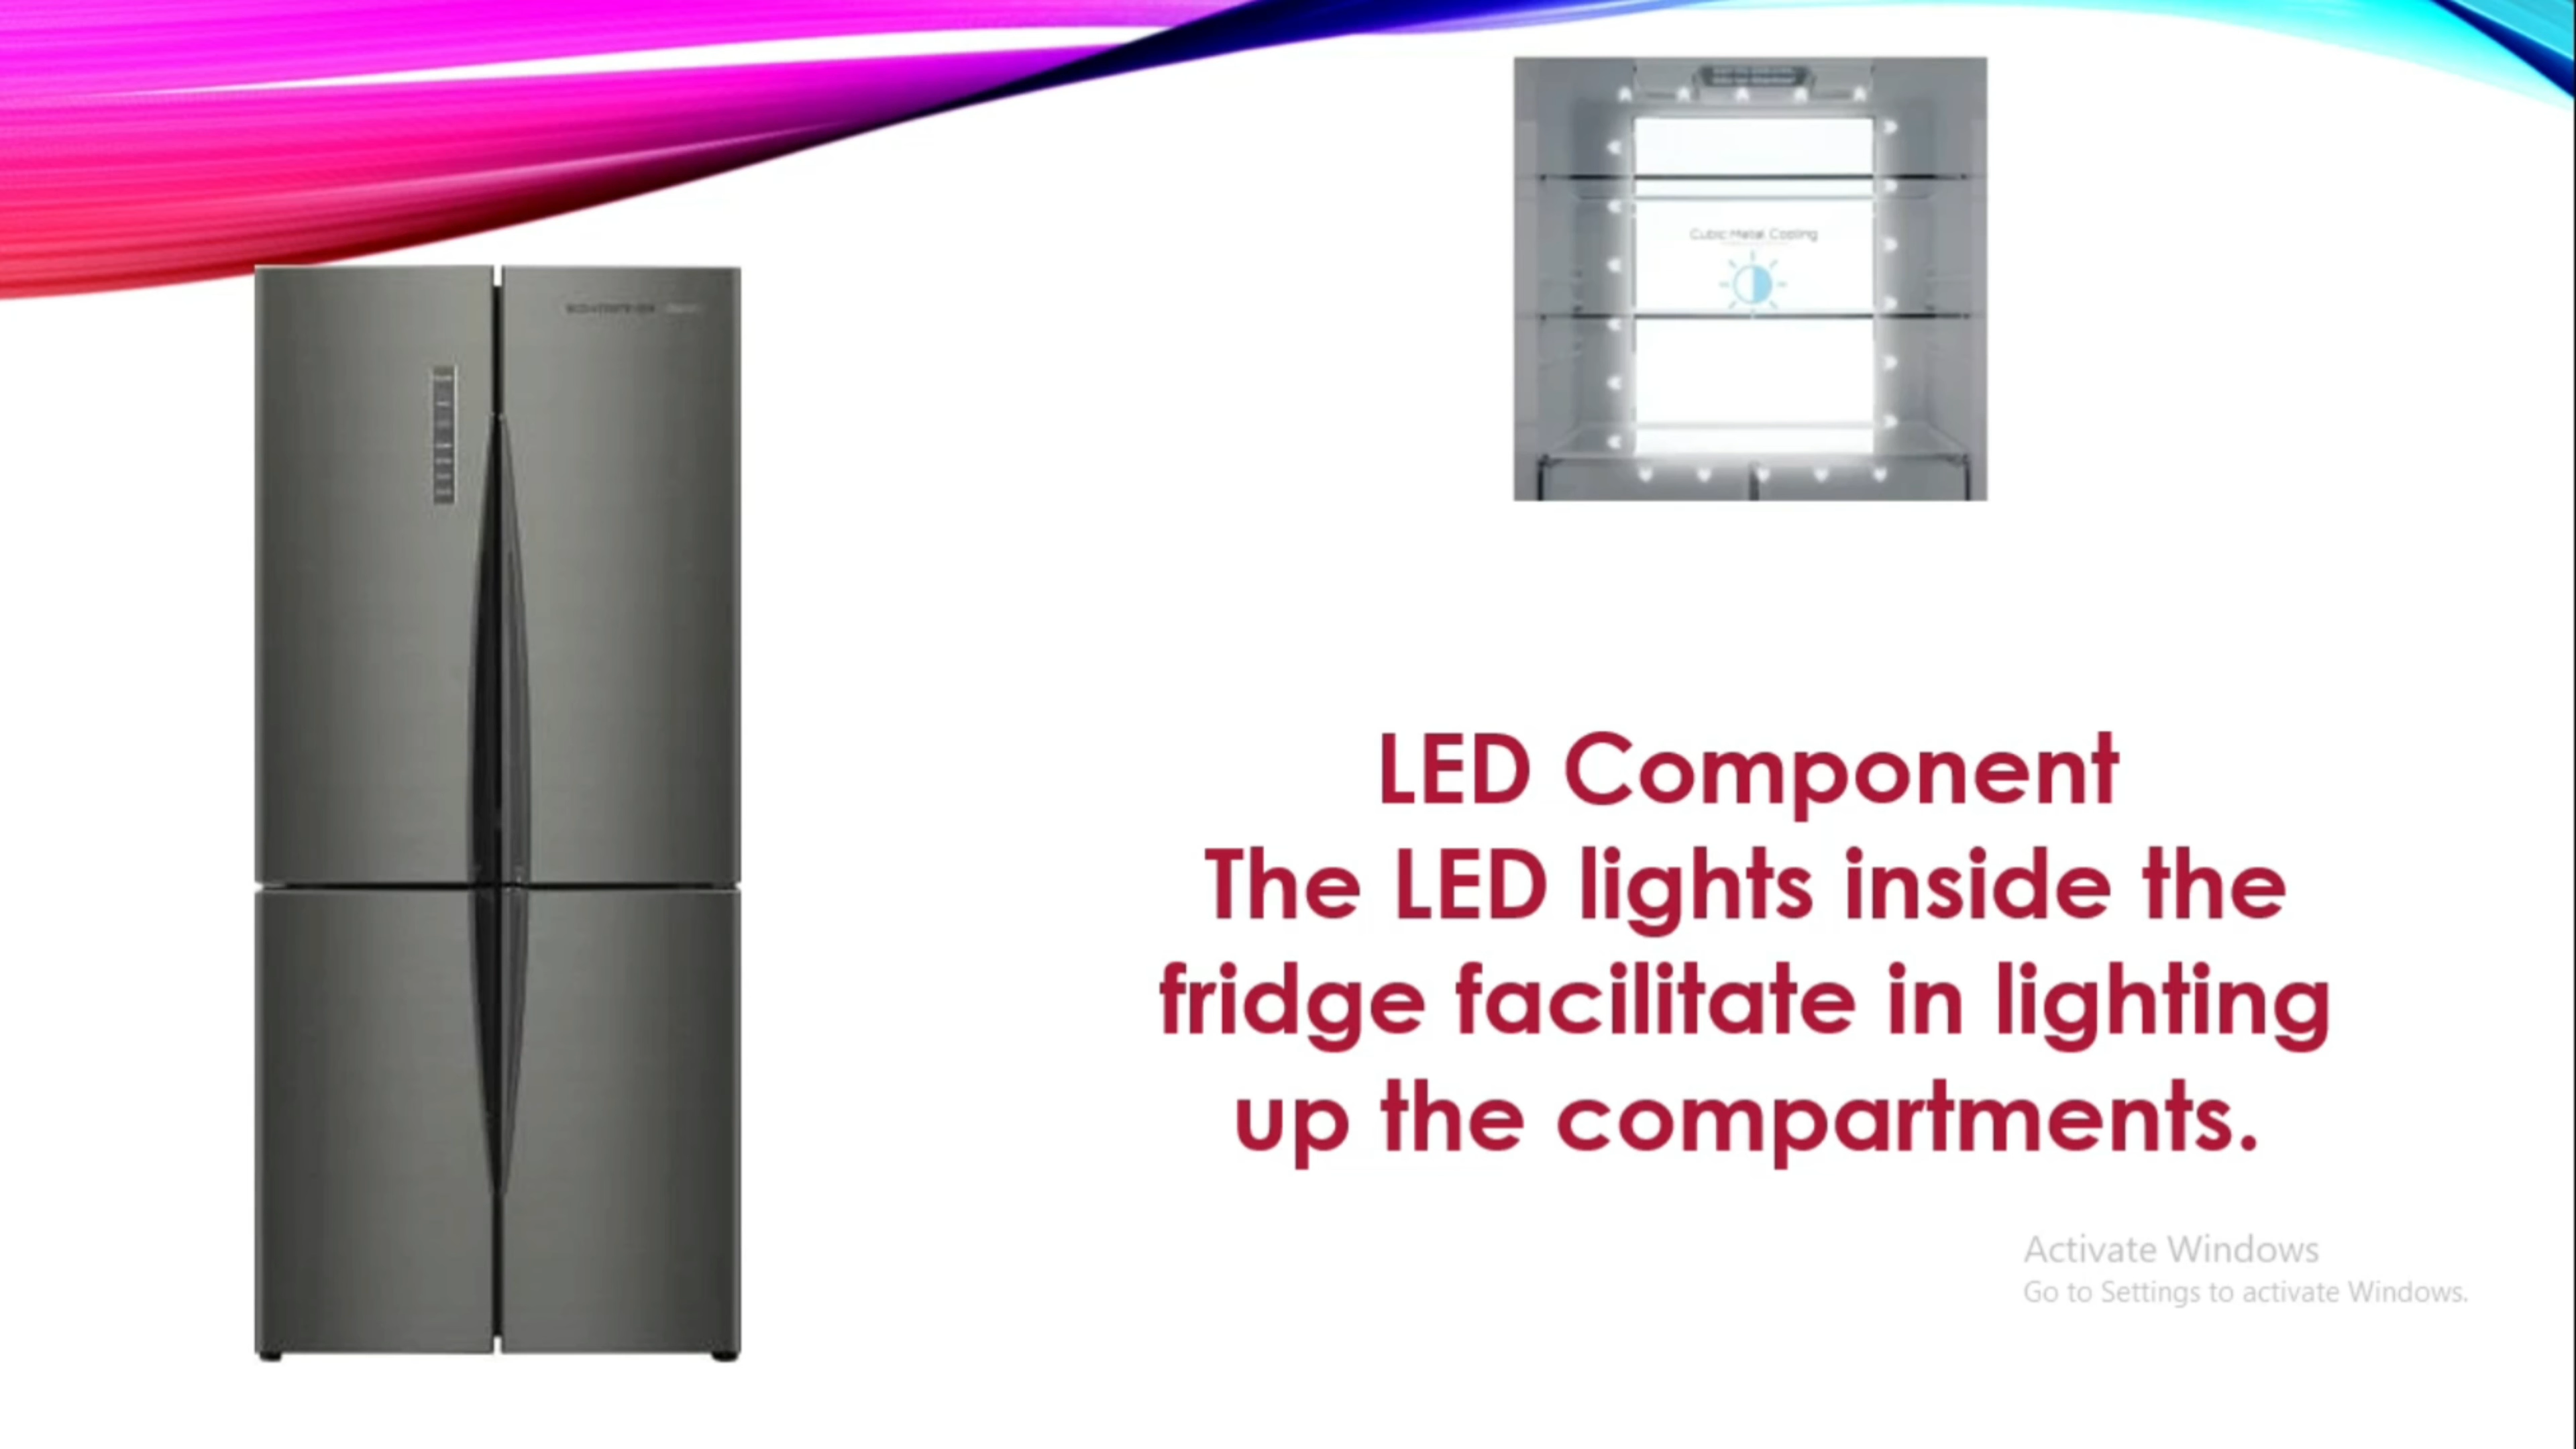 Cubic Metal Cooling
LED Component
The LED lights inside the
fridge facilitate in lighting
up the compartments.
Activate Windows
Go to Settings to activate Windows.